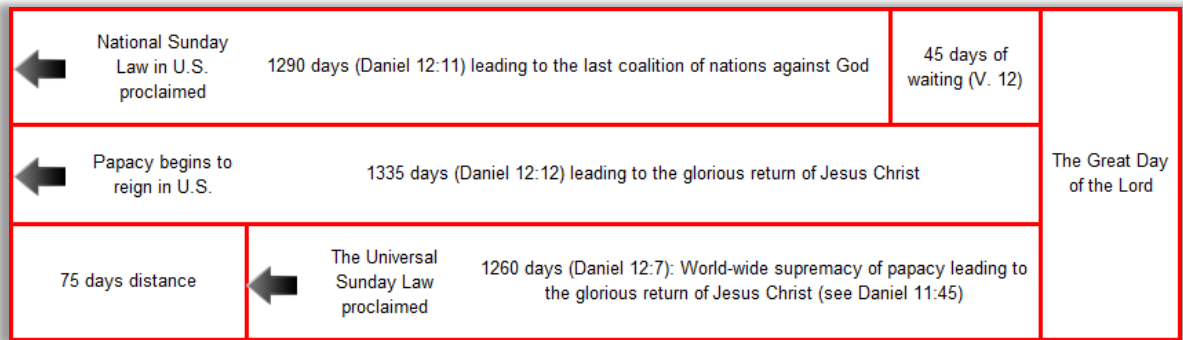 National Sunday
Law in U.S.
proclaimed
1290 days (Daniel 12:11) leading to the last coalition of nations against God
45 days of
waiting (V. 12)
Papacy begins to
reign in U.S.
1335 days (Daniel 12:12) leading to the glorious return of Jesus Christ
The Great Day
of the Lord
75 days distance
The Universal
Sunday Law
proclaimed
1260 days (Daniel 12:7): World-wide supremacy of papacy leading to
the glorious return of Jesus Christ (see Daniel 11:45)